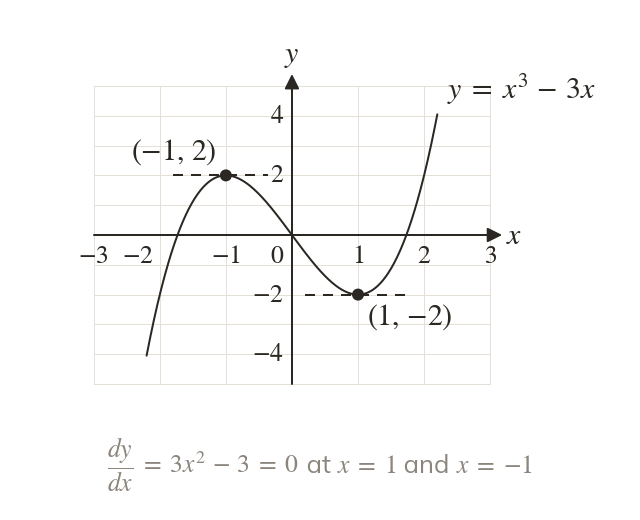 y
y = x³ − 3x
4
(−1, 2)
2
x
−3 −2 −1 0 1 2 3
−2
(1, −2)
−4
dy/dx = 3x² − 3 = 0 at x = 1 and x = −1